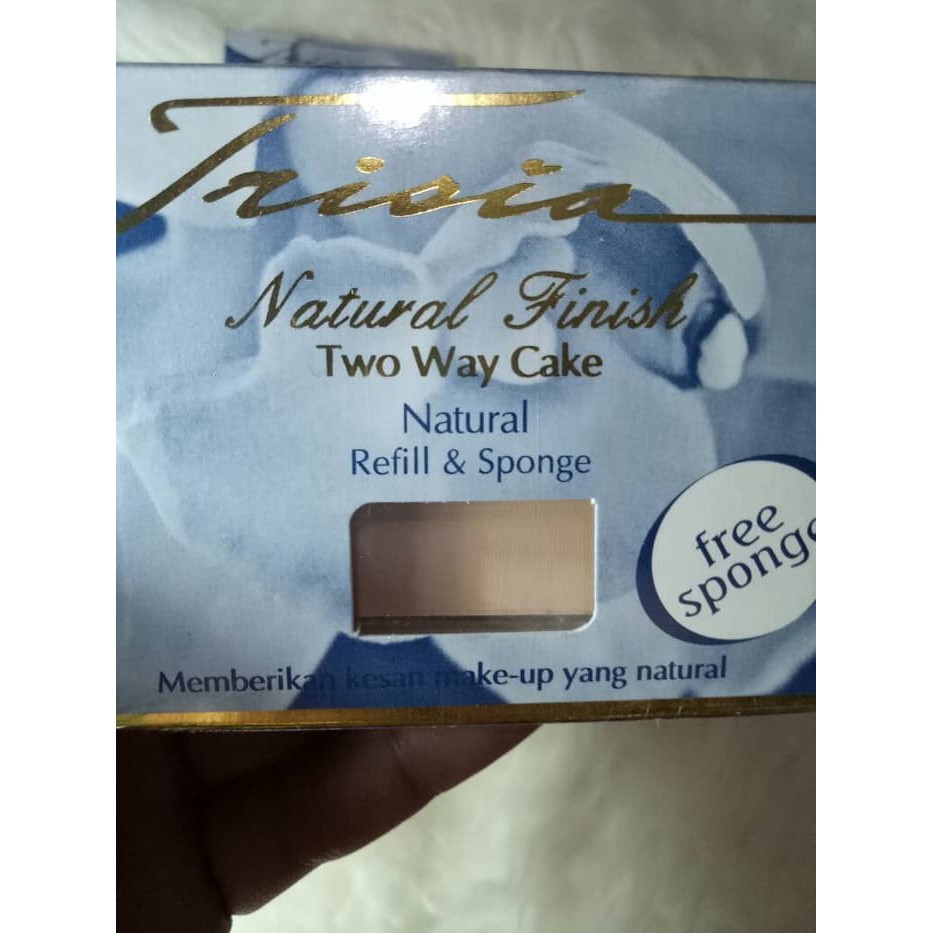 Trisia
Natural Finish
Two Way Cake
Natural
Refill & Sponge
free
sponge
Memberikan kesan make-up yang natural